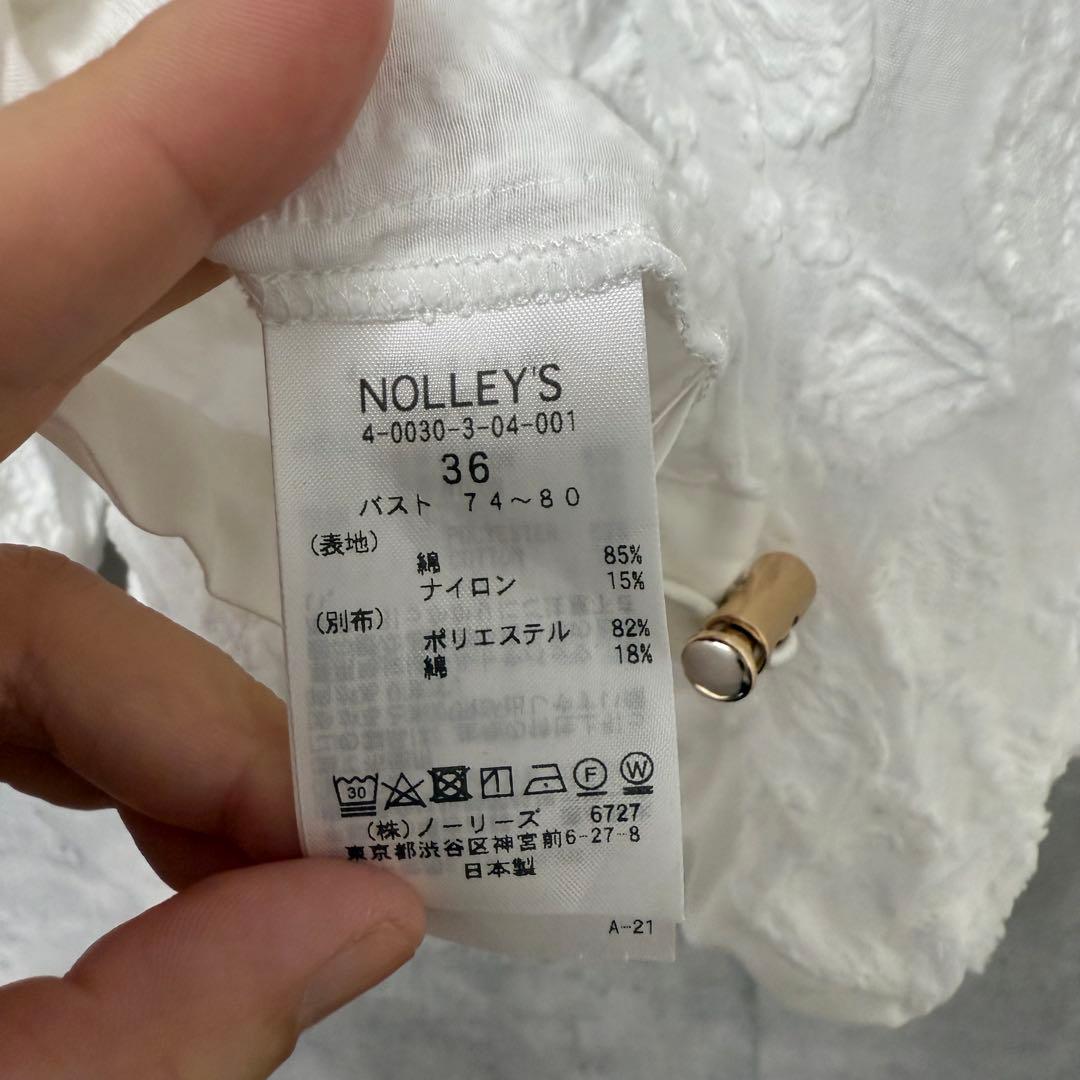 NOLLEY'S
4-0030-3-04-001
36
バスト 74～80
(表地)
綿 85%
ナイロン 15%
(別布)
ポリエステル 82%
綿 18%
30
F W
(株)ノーリーズ 6727
東京都渋谷区神宮前6-27-8
日本製
A-21